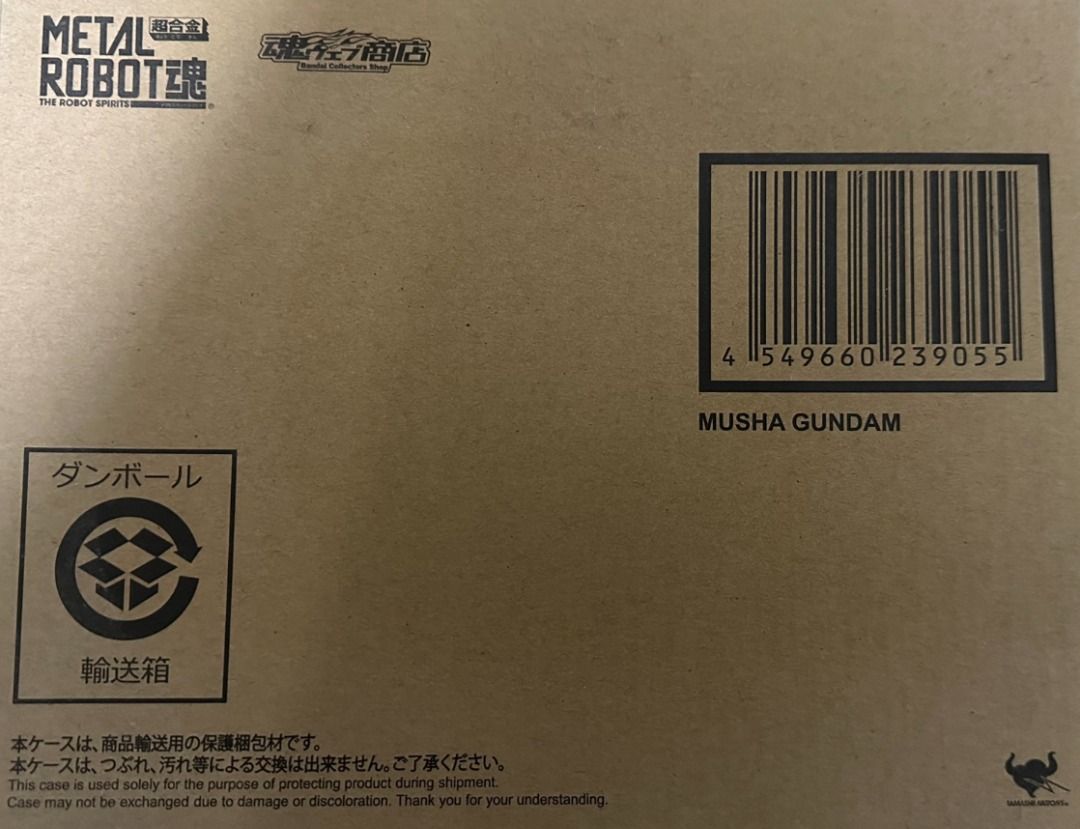 METAL 超合金
ROBOT魂
THE ROBOT SPIRITS
魂ウェブ商店
Bandai Collectors Shop
4 549660 239055
MUSHA GUNDAM
ダンボール
輸送箱
本ケースは、商品輸送用の保護梱包材です。
本ケースは、つぶれ、汚れ等による交換は出来ません。ご了承ください。
This case is used solely for the purpose of protecting product during shipment.
Case may not be exchanged due to damage or discoloration. Thank you for your understanding.
TAMASHII NATIONS